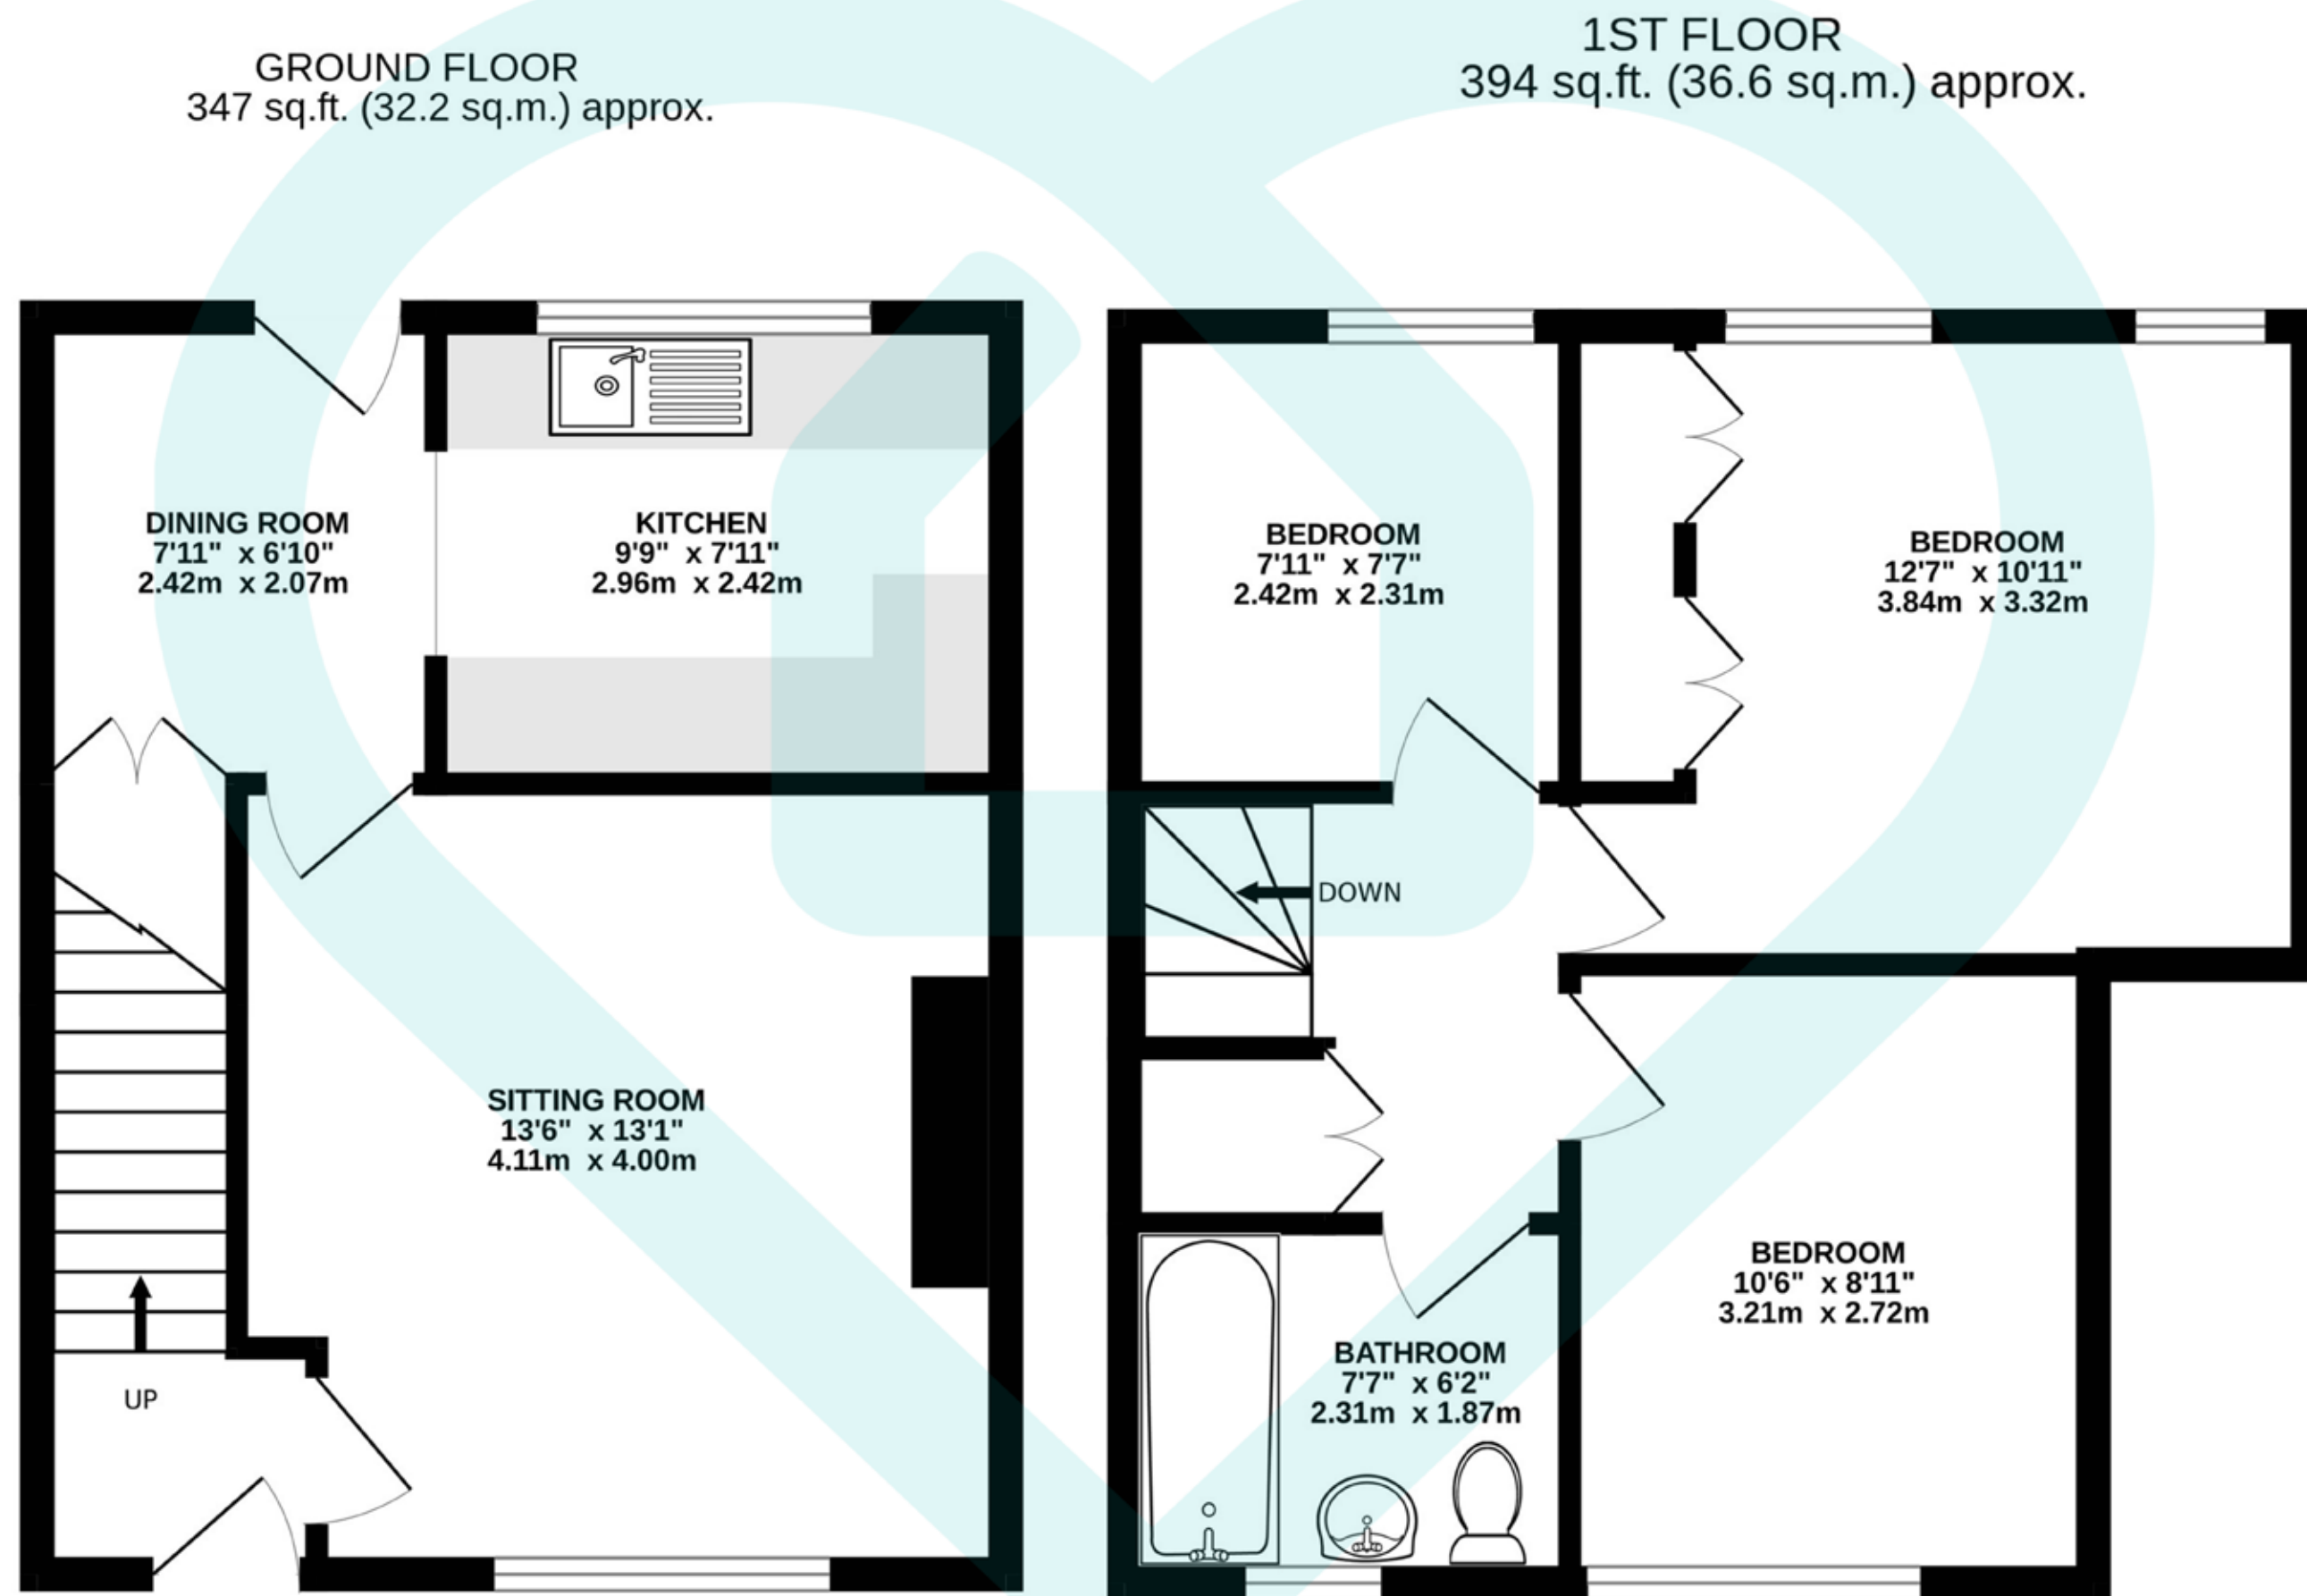 GROUND FLOOR
347 sq.ft. (32.2 sq.m.) approx.
DINING ROOM
7'11" x 6'10"
2.42m x 2.07m
KITCHEN
9'9" x 7'11"
2.96m x 2.42m
SITTING ROOM
13'6" x 13'1"
4.11m x 4.00m
UP
1ST FLOOR
394 sq.ft. (36.6 sq.m.) approx.
BEDROOM
7'11" x 7'7"
2.42m x 2.31m
BEDROOM
12'7" x 10'11"
3.84m x 3.32m
DOWN
BEDROOM
10'6" x 8'11"
3.21m x 2.72m
BATHROOM
7'7" x 6'2"
2.31m x 1.87m